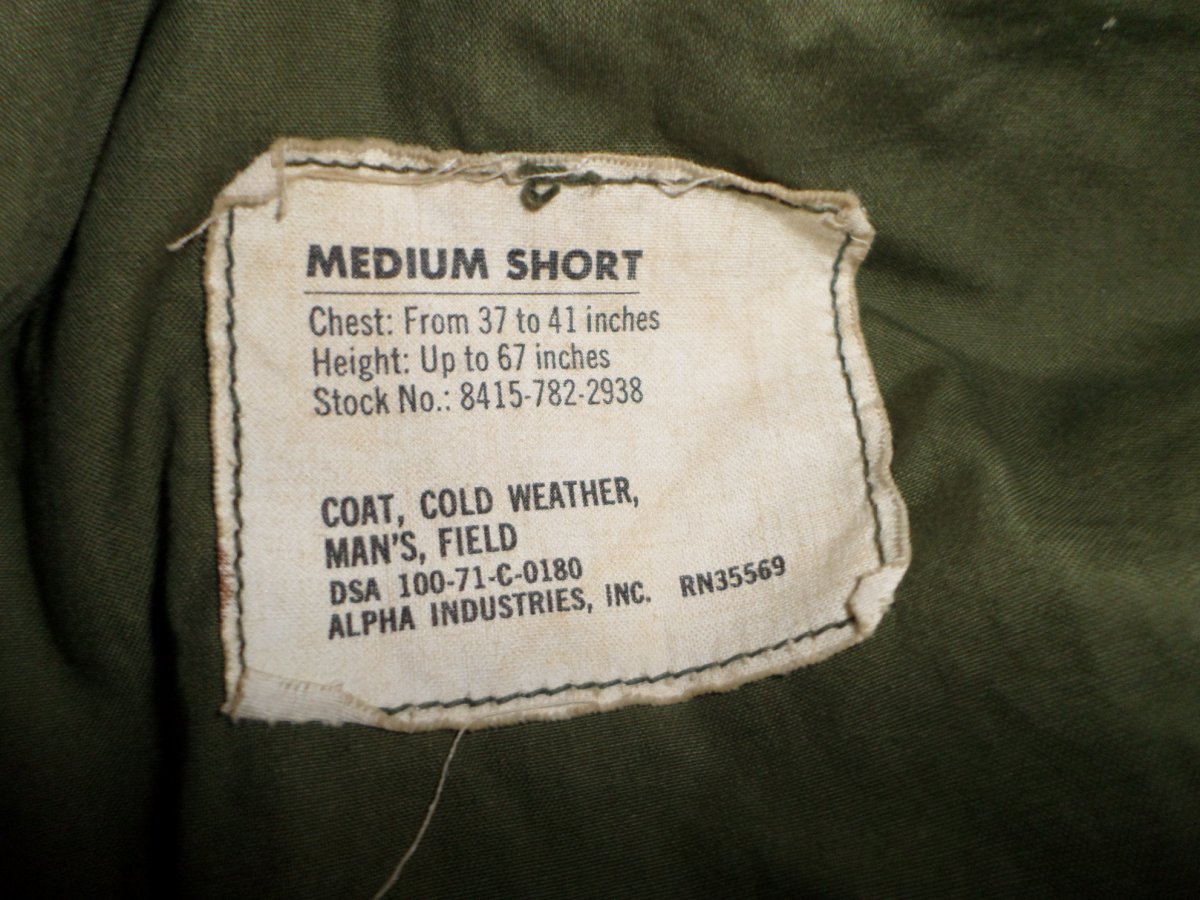 MEDIUM SHORT
Chest: From 37 to 41 inches
Height: Up to 67 inches
Stock No.: 8415-782-2938
COAT, COLD WEATHER,
MAN'S, FIELD
DSA 100-71-C-0180
ALPHA INDUSTRIES, INC. RN35569